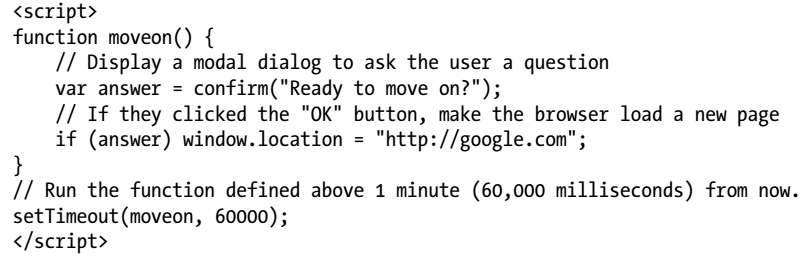 <script>
function moveon() {
    // Display a modal dialog to ask the user a question
    var answer = confirm("Ready to move on?");
    // If they clicked the "OK" button, make the browser load a new page
    if (answer) window.location = "http://google.com";
}
// Run the function defined above 1 minute (60,000 milliseconds) from now.
setTimeout(moveon, 60000);
</script>